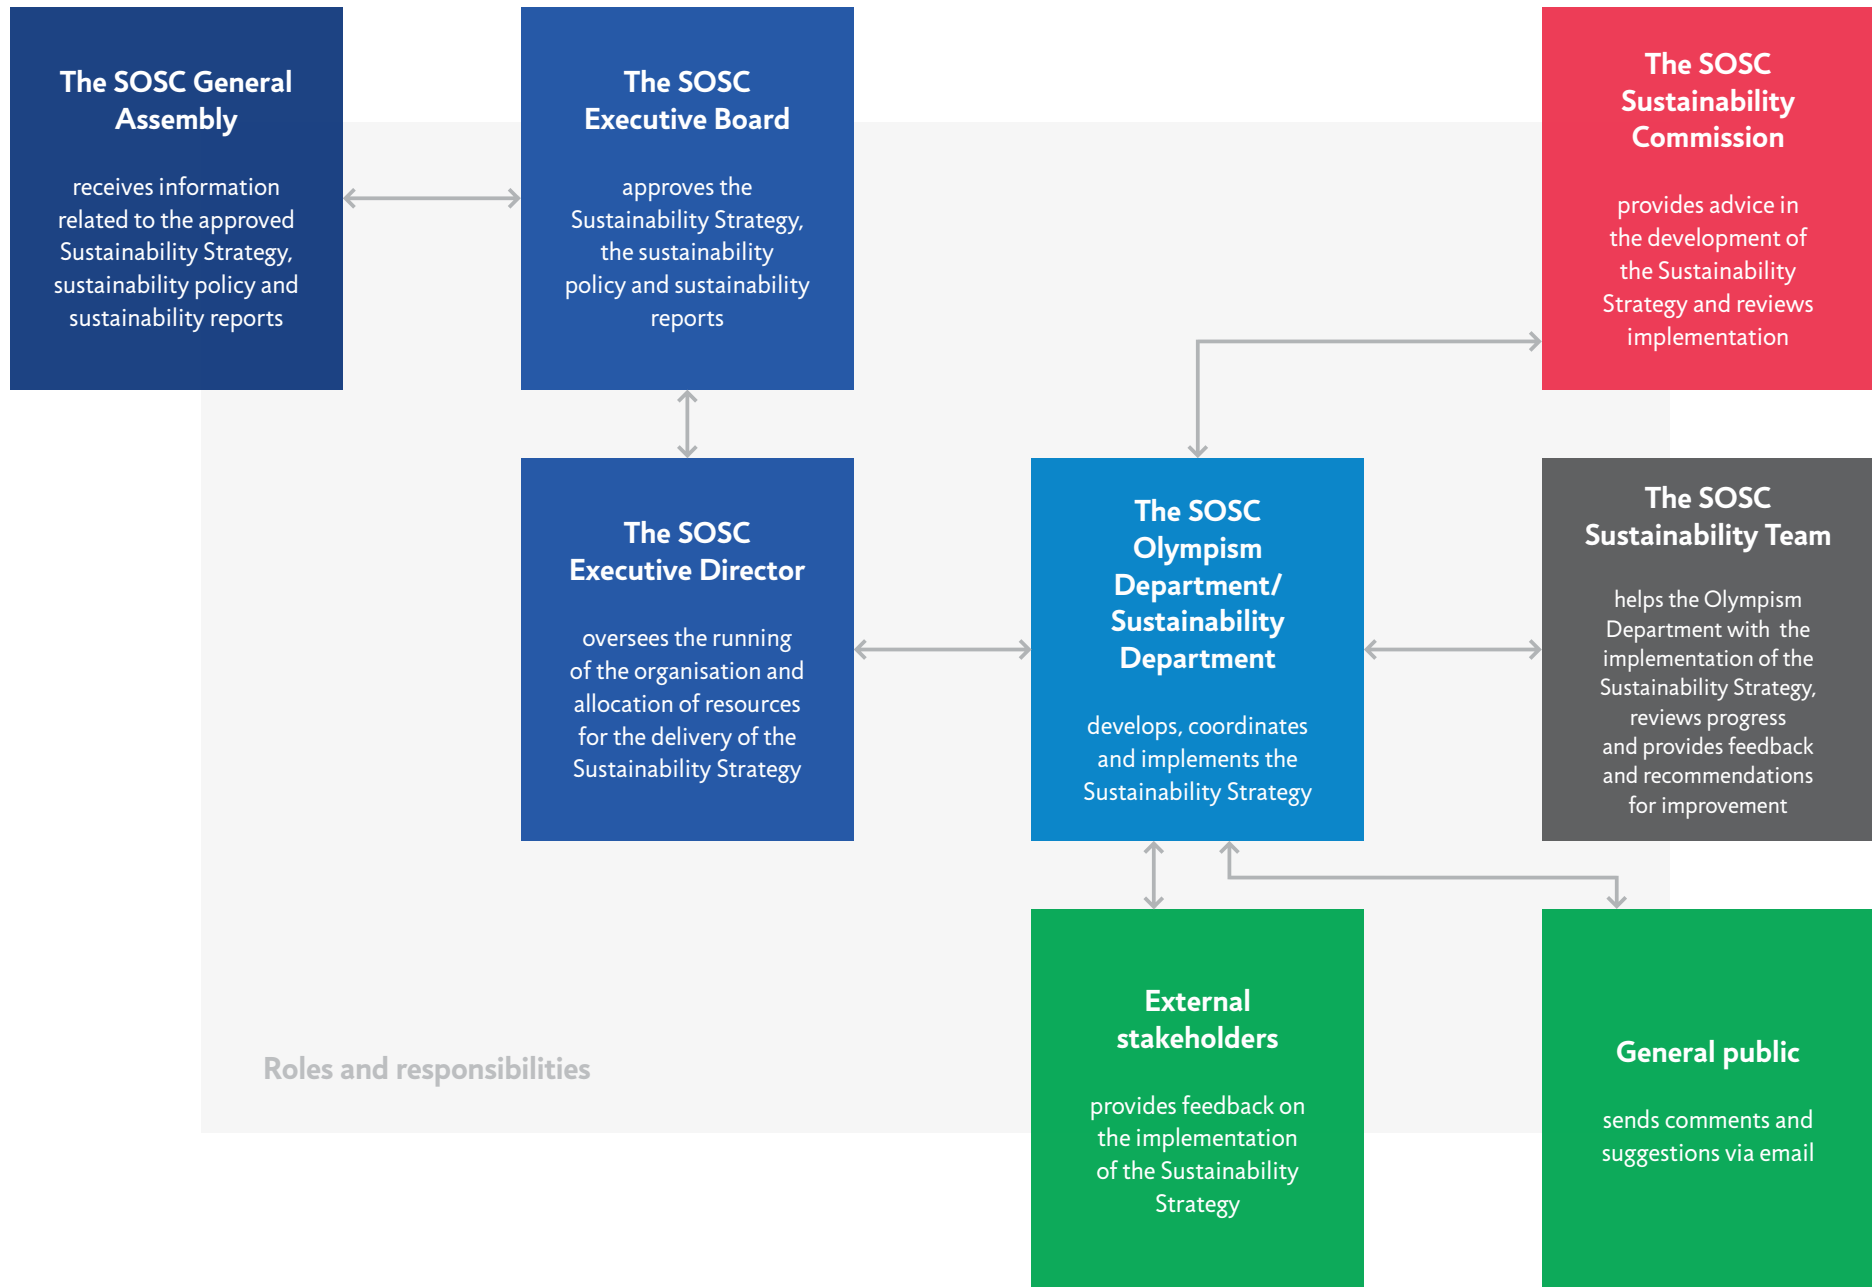 The SOSC General
Assembly
receives information
related to the approved
Sustainability Strategy,
sustainability policy and
sustainability reports
The SOSC
Executive Board
approves the
Sustainability Strategy,
the sustainability
policy and sustainability
reports
The SOSC
Sustainability
Commission
provides advice in
the development of
the Sustainability
Strategy and reviews
implementation
The SOSC
Executive Director
oversees the running
of the organisation and
allocation of resources
for the delivery of the
Sustainability Strategy
The SOSC
Olympism
Department/
Sustainability
Department
develops, coordinates
and implements the
Sustainability Strategy
The SOSC
Sustainability Team
helps the Olympism
Department with the
implementation of the
Sustainability Strategy,
reviews progress
and provides feedback
and recommendations
for improvement
Roles and responsibilities
External
stakeholders
provides feedback on
the implementation
of the Sustainability
Strategy
General public
sends comments and
suggestions via email